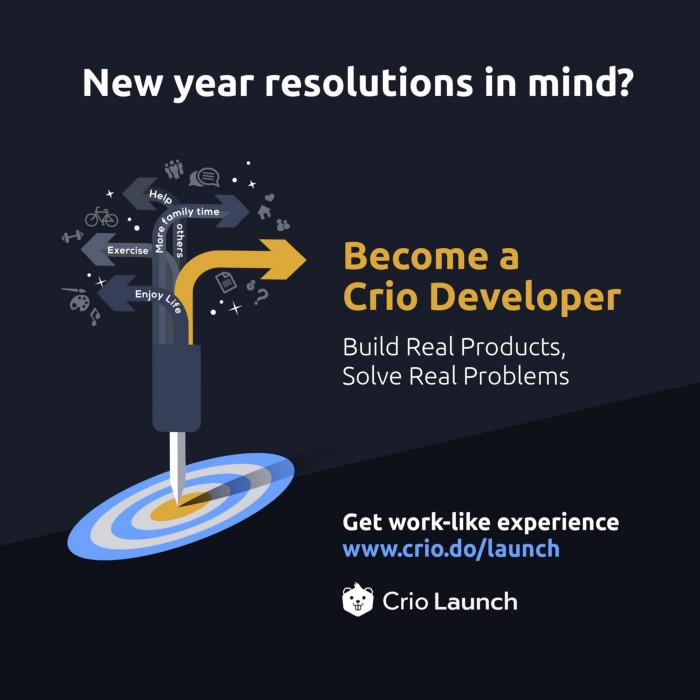 New year resolutions in mind?
Help
others
More family time
Exercise
Enjoy Life
Become a
Crio Developer
Build Real Products,
Solve Real Problems
Get work-like experience
www.crio.do/launch
Crio Launch